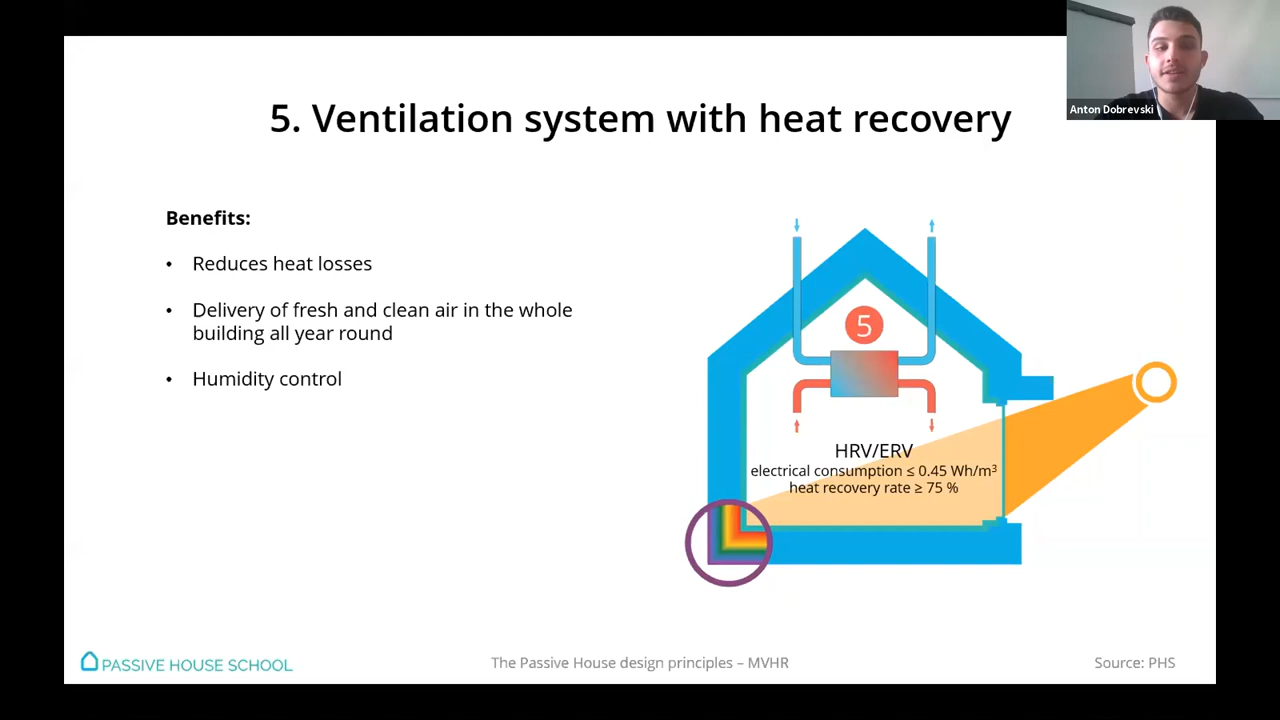 Anton Dobrevski
5. Ventilation system with heat recovery
Benefits:
• Reduces heat losses
• Delivery of fresh and clean air in the whole
building all year round
• Humidity control
5
HRV/ERV
electrical consumption ≤ 0.45 Wh/m³
heat recovery rate ≥ 75 %
PASSIVE HOUSE SCHOOL
The Passive House design principles – MVHR
Source: PHS